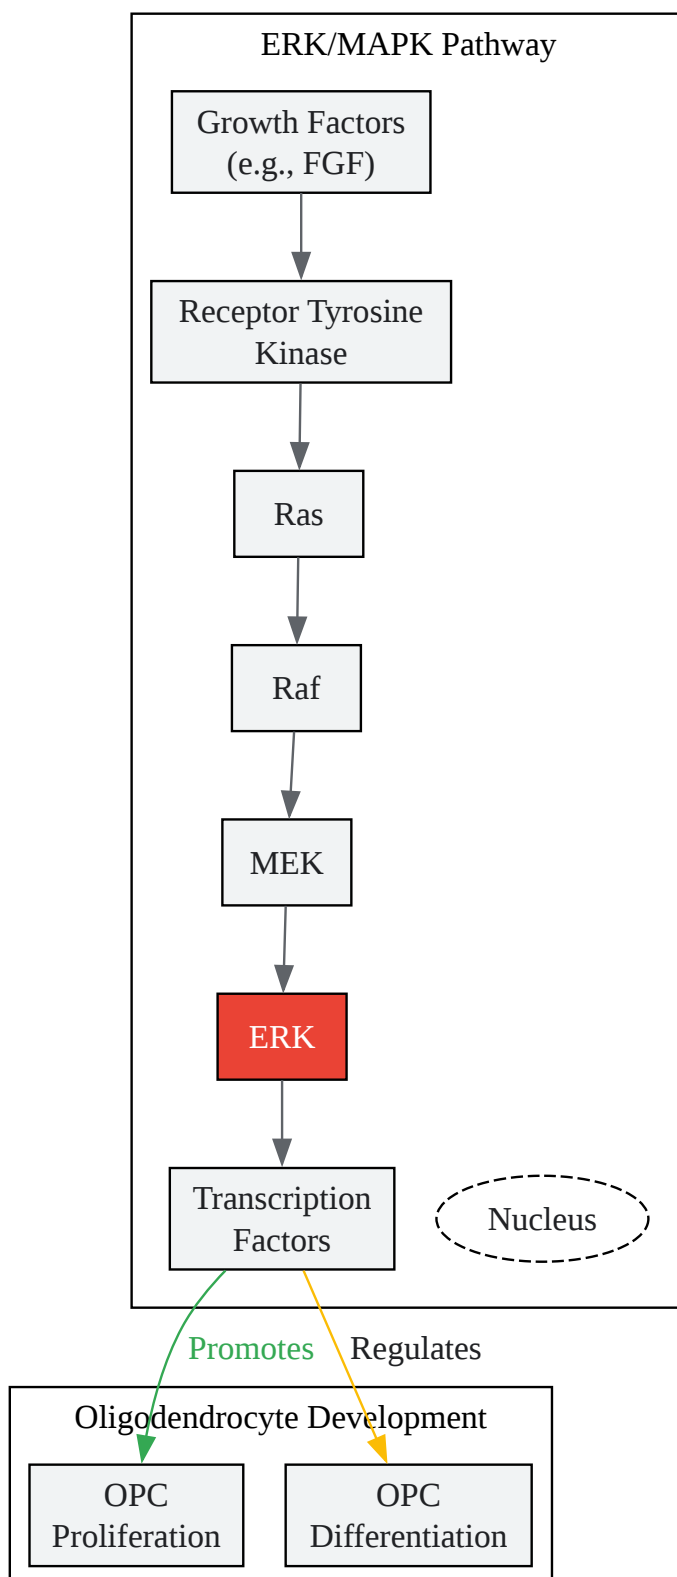 ERK/MAPK Pathway
Growth Factors
(e.g., FGF)
Receptor Tyrosine
Kinase
Ras
Raf
MEK
ERK
Transcription
Factors
Nucleus
Promotes
Regulates
Oligodendrocyte Development
OPC
Proliferation
OPC
Differentiation